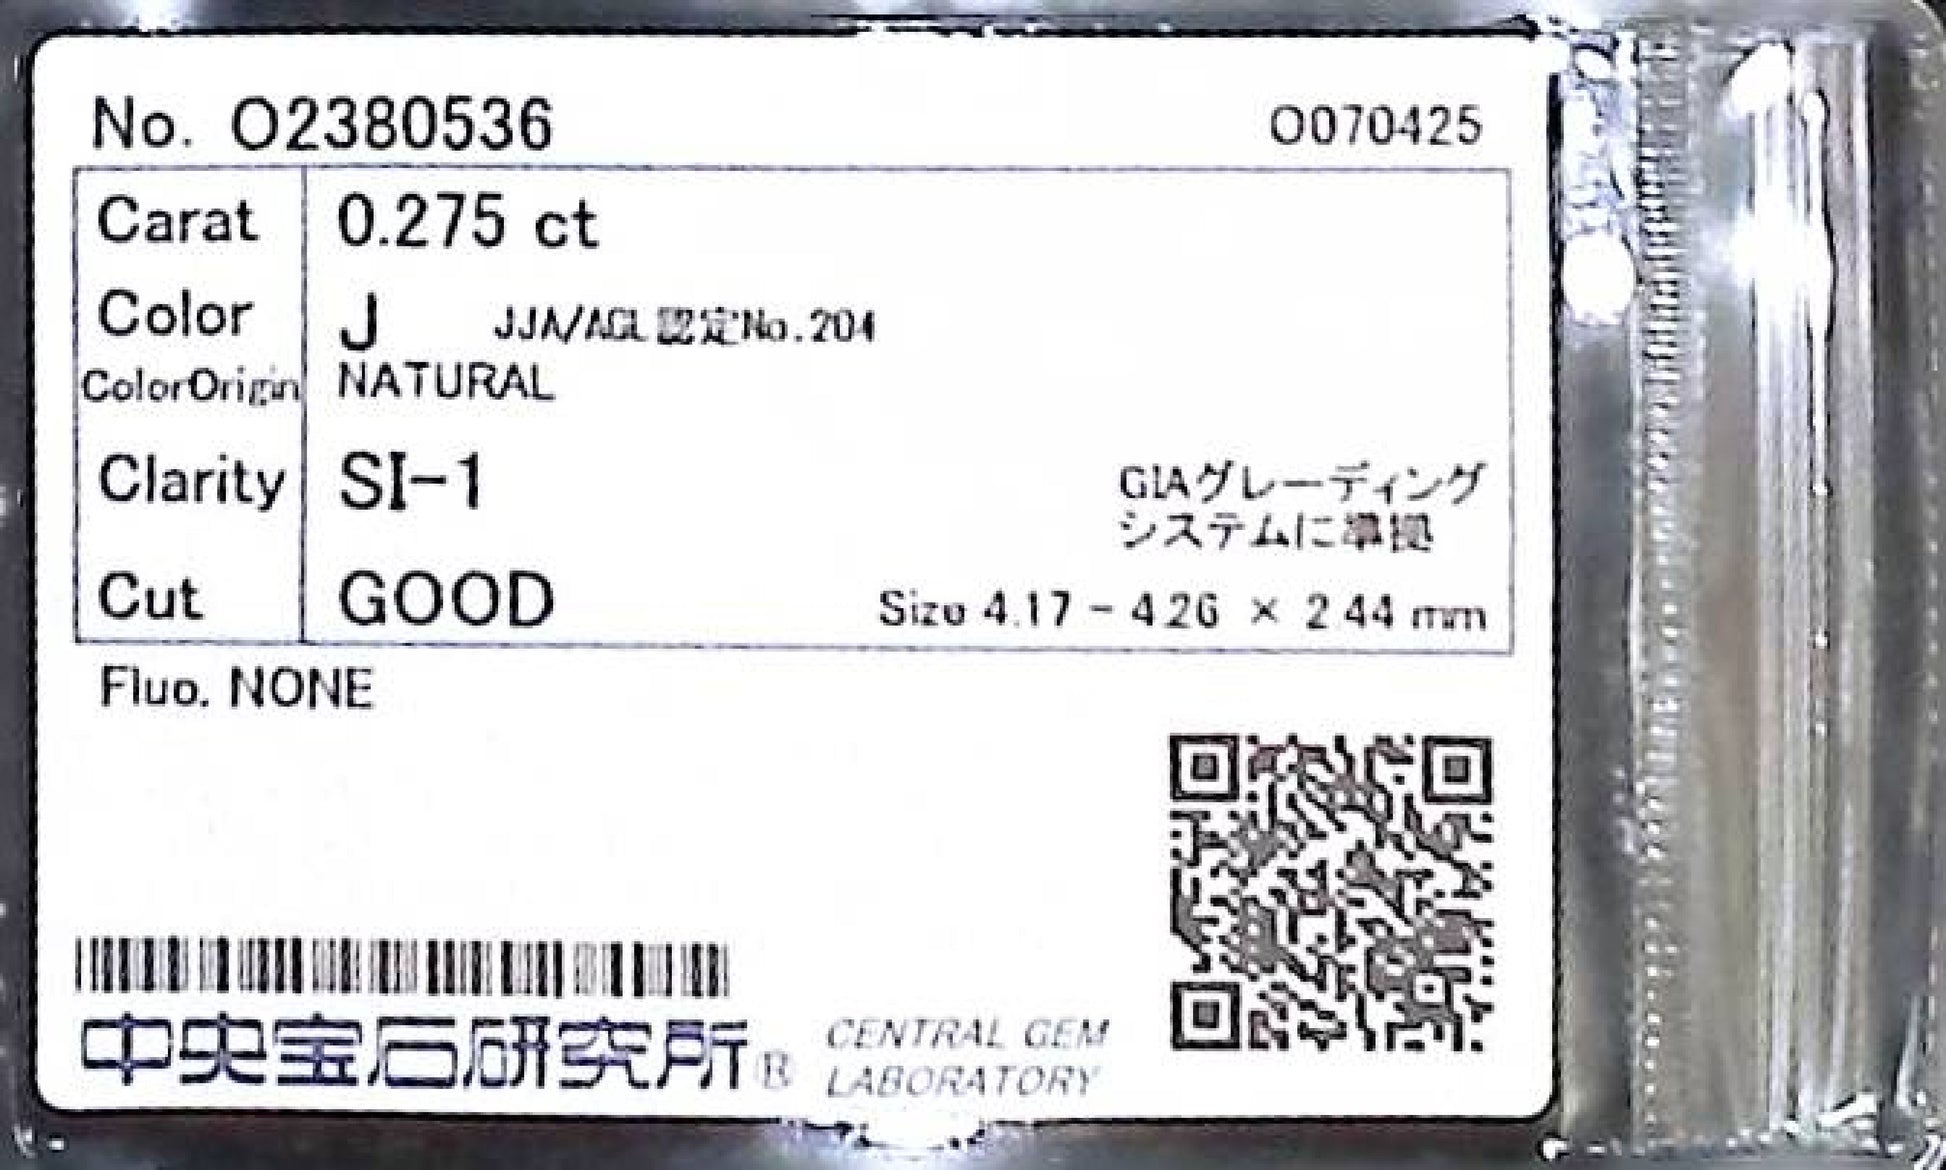 No. O2380536 O070425
Carat 0.275 ct
Color J JJA/AGL認定No.204
ColorOrigin NATURAL
Clarity SI-1
GIAグレーディング
システムに準拠
Cut GOOD Size 4.17 - 4.26 × 2.44 mm
Fluo. NONE
中央宝石研究所® CENTRAL GEM
LABORATORY